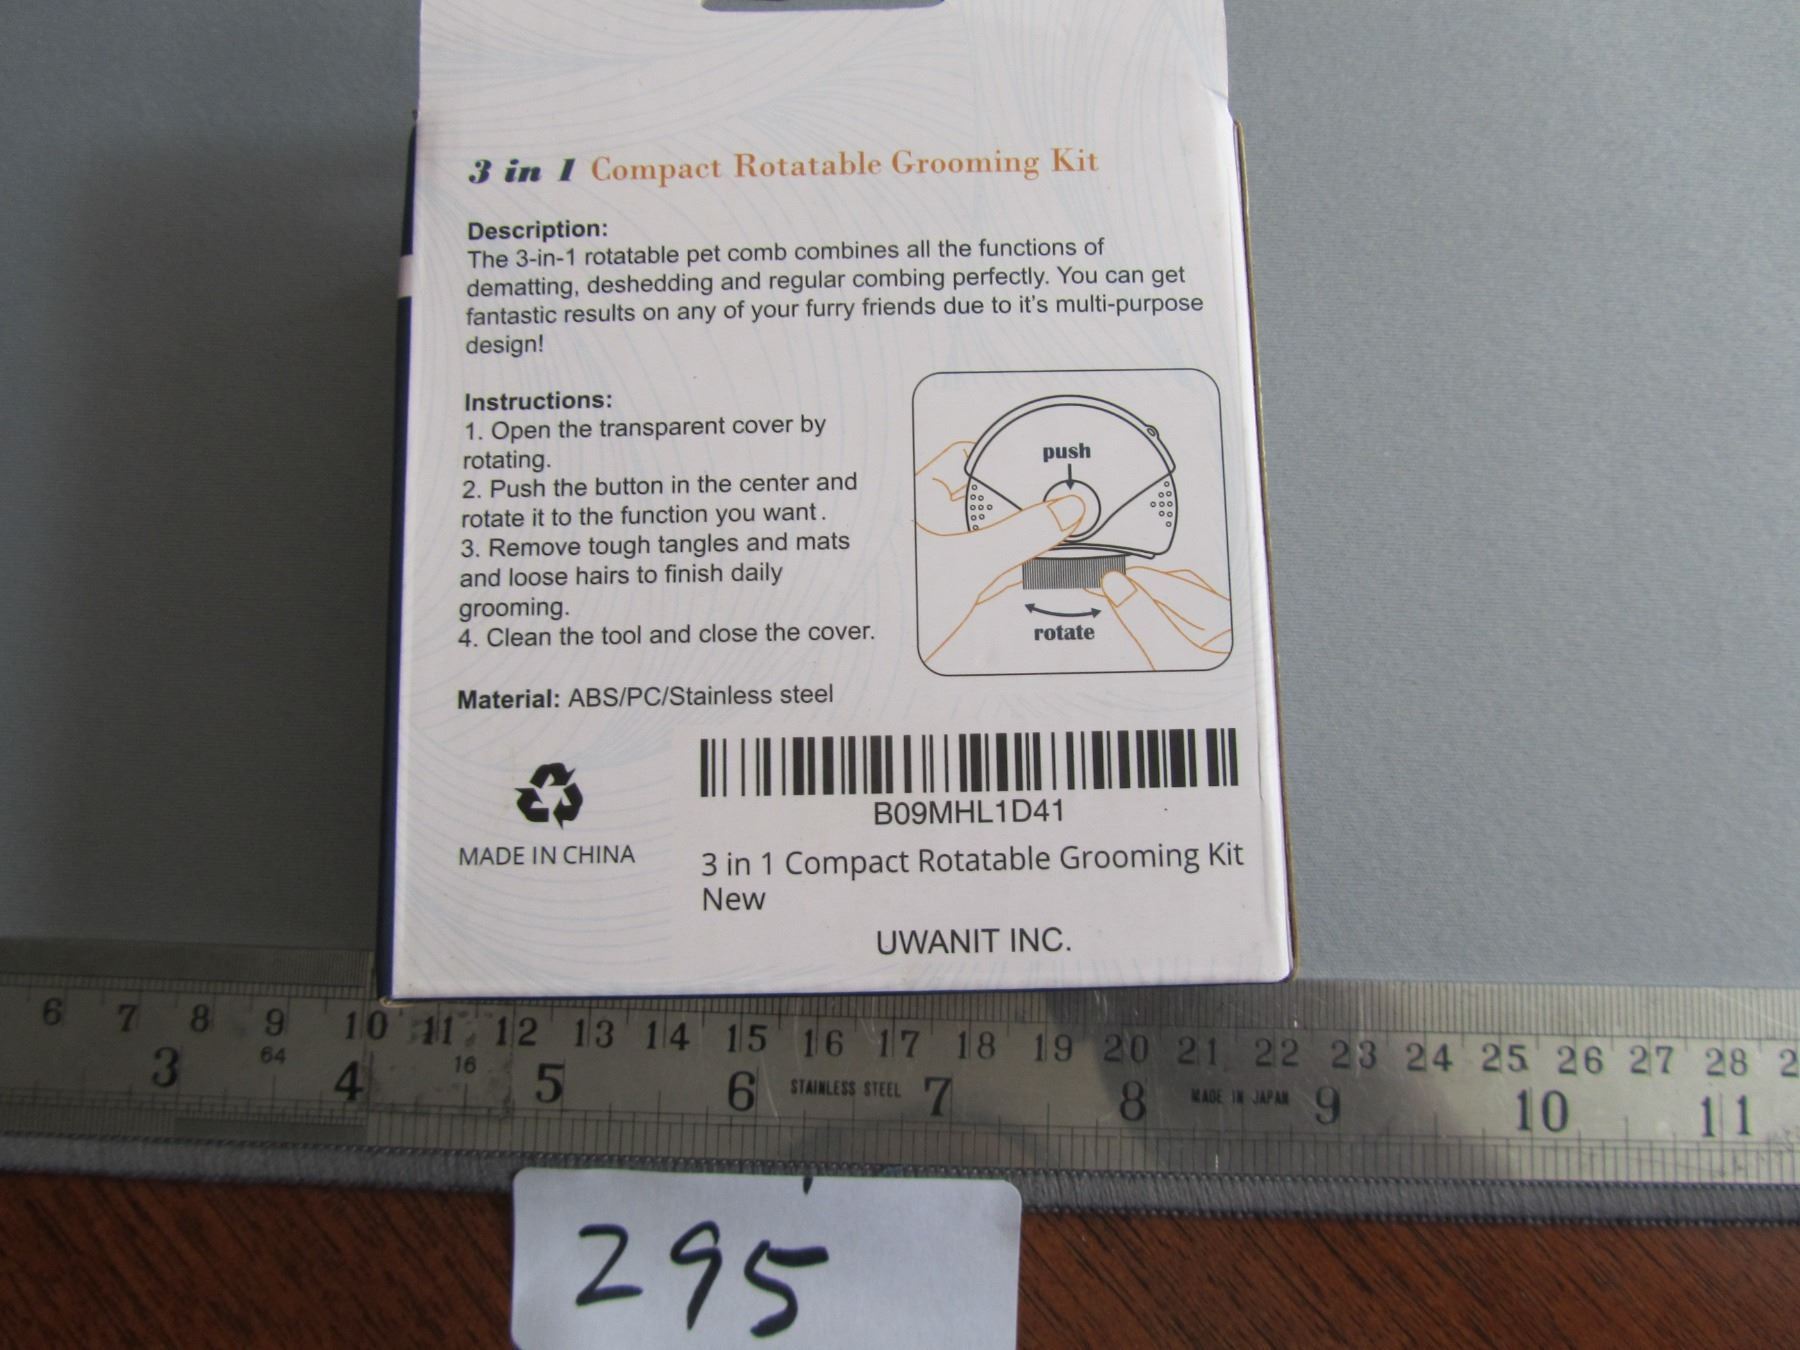 3 in 1 Compact Rotatable Grooming Kit
Description:
The 3-in-1 rotatable pet comb combines all the functions of
dematting, deshedding and regular combing perfectly. You can get
fantastic results on any of your furry friends due to it's multi-purpose
design!
Instructions:
1. Open the transparent cover by
rotating.
2. Push the button in the center and
rotate it to the function you want.
3. Remove tough tangles and mats
and loose hairs to finish daily
grooming.
4. Clean the tool and close the cover.
push
rotate
Material: ABS/PC/Stainless steel
B09MHL1D41
MADE IN CHINA
3 in 1 Compact Rotatable Grooming Kit
New
UWANIT INC.
6 7 8 9 10 11 12 13 14 15 16 17 18 19 20 21 22 23 24 25 26 27 28
64 16
3 4 5 6 STAINLESS STEEL 7 8 MADE IN JAPAN 9 10 11
295